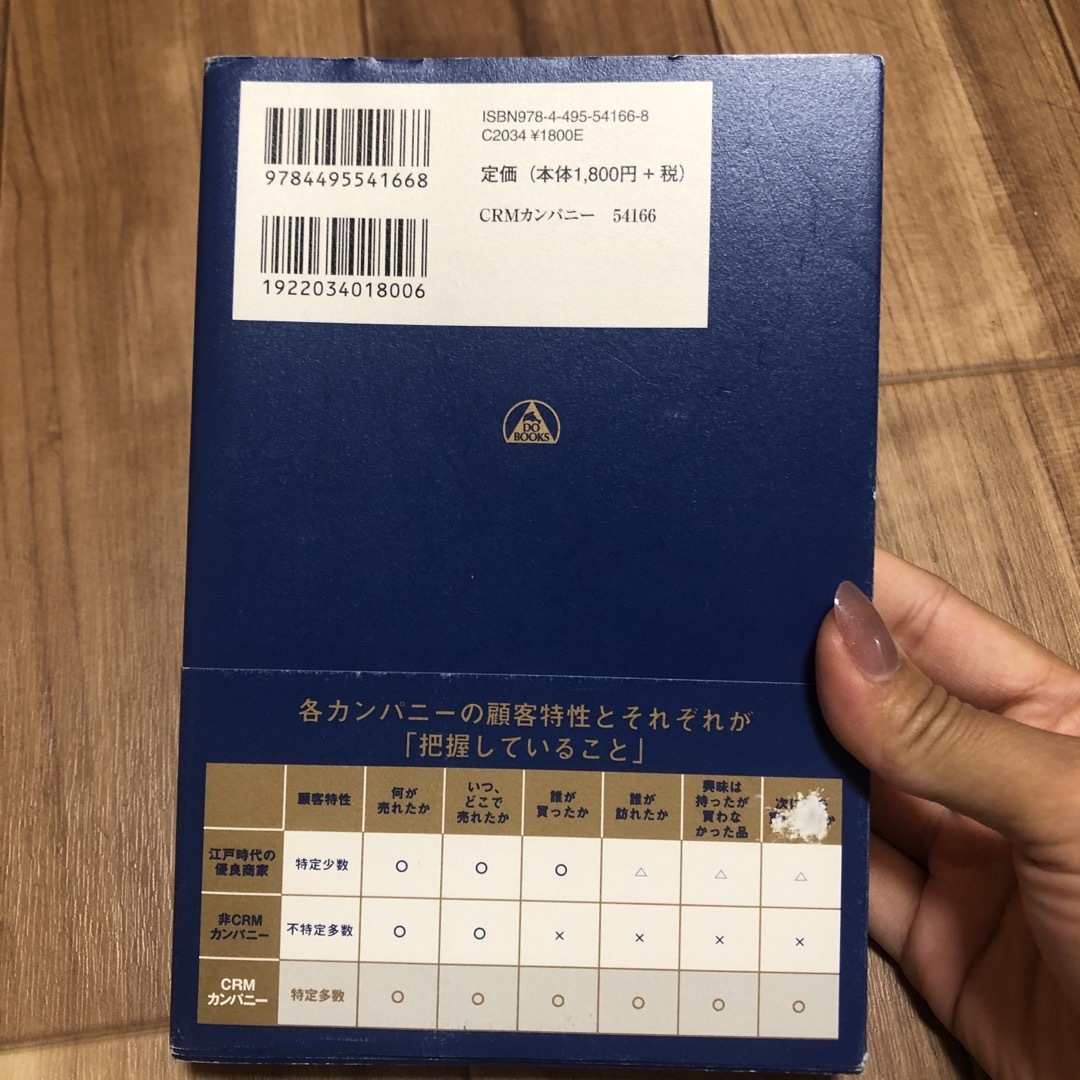 ISBN978-4-495-54166-8
C2034 ¥1800E
9784495541668
定価（本体1,800円＋税）
CRMカンパニー 54166
1922034018006
DO
BOOKS
各カンパニーの顧客特性とそれぞれが
「把握していること」
顧客特性
何が
売れたか
いつ、
どこで
売れたか
誰が
買ったか
誰が
訪れたか
興味は
持ったが
買わな
かった品
江戸時代の
優良商家
特定少数
○ ○ ○ △ △ △
非CRM
カンパニー
不特定多数
○ ○ × × × ×
CRM
カンパニー
特定多数
○ ○ ○ ○ ○ ○